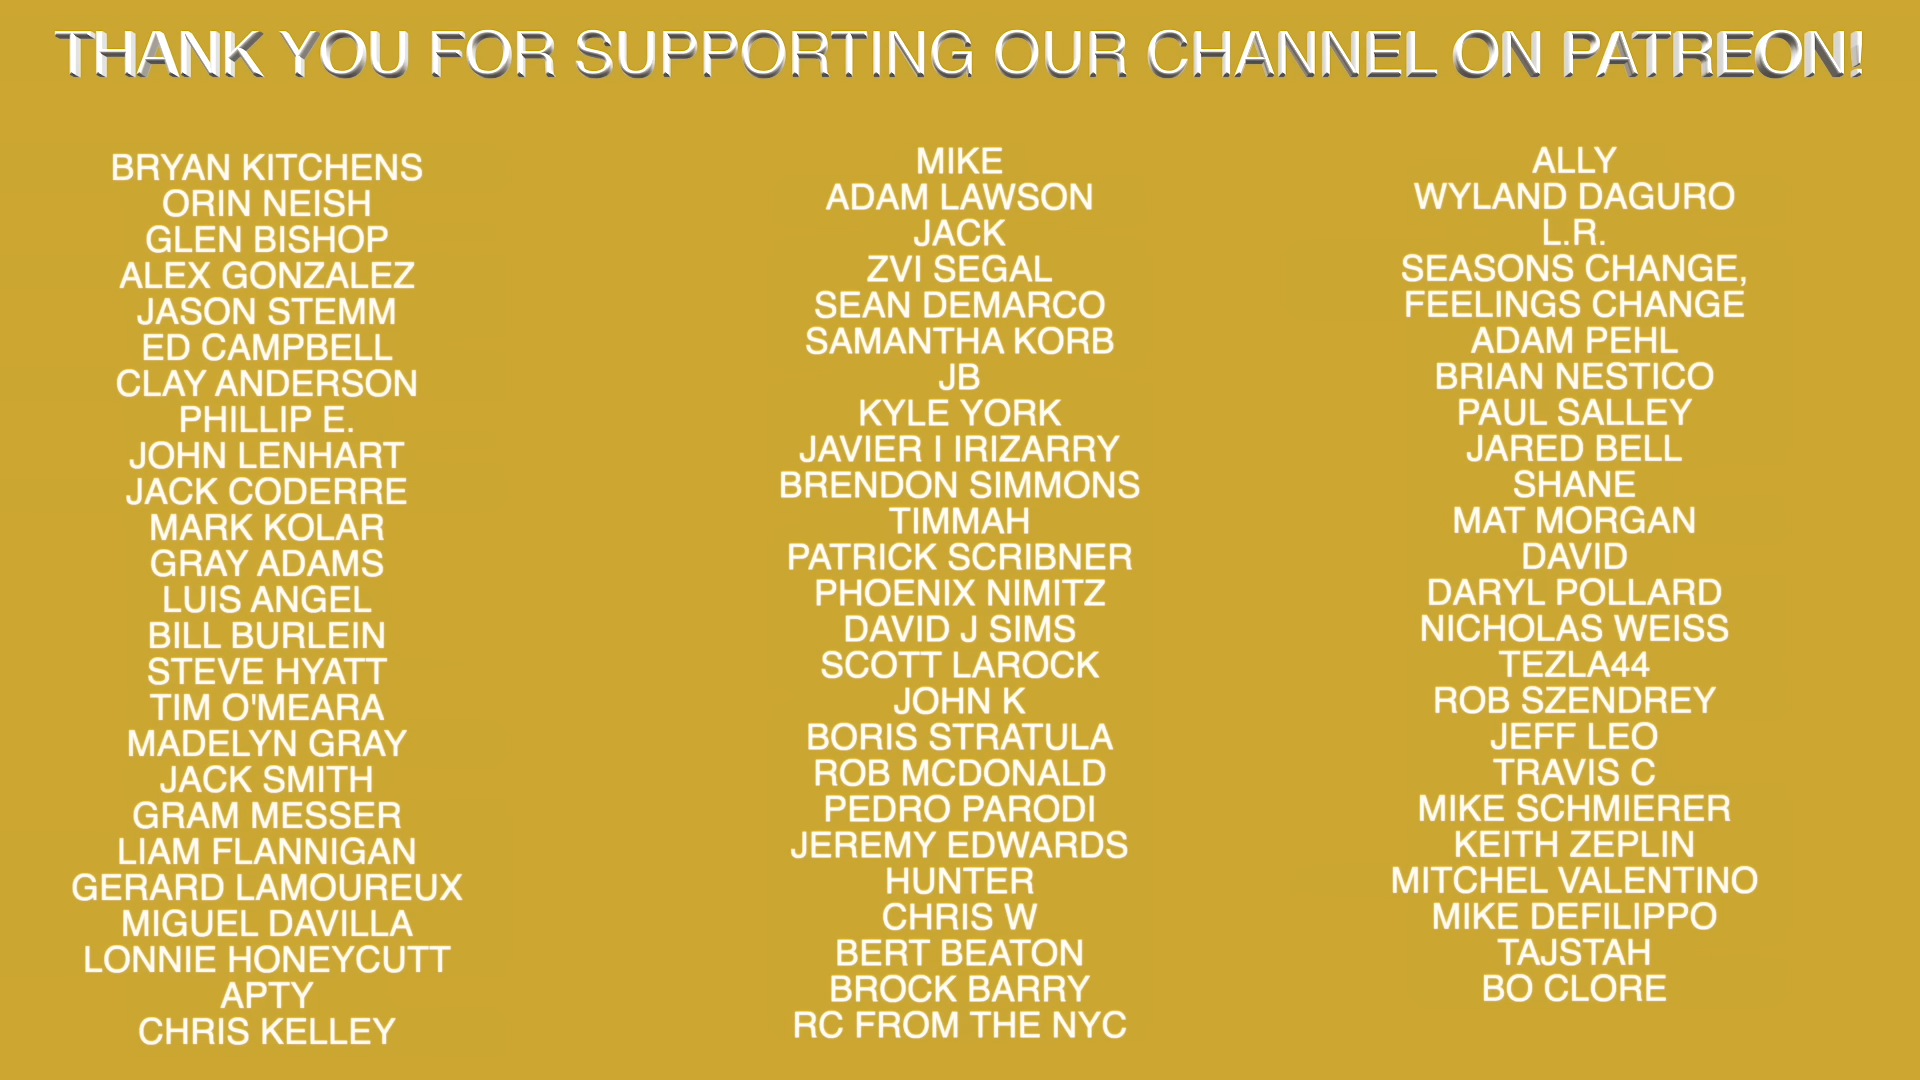 THANK YOU FOR SUPPORTING OUR CHANNEL ON PATREON!
BRYAN KITCHENS
ORIN NEISH
GLEN BISHOP
ALEX GONZALEZ
JASON STEMM
ED CAMPBELL
CLAY ANDERSON
PHILLIP E.
JOHN LENHART
JACK CODERRE
MARK KOLAR
GRAY ADAMS
LUIS ANGEL
BILL BURLEIN
STEVE HYATT
TIM O'MEARA
MADELYN GRAY
JACK SMITH
GRAM MESSER
LIAM FLANNIGAN
GERARD LAMOUREUX
MIGUEL DAVILLA
LONNIE HONEYCUTT
APTY
CHRIS KELLEY
MIKE
ADAM LAWSON
JACK
ZVI SEGAL
SEAN DEMARCO
SAMANTHA KORB
JB
KYLE YORK
JAVIER I IRIZARRY
BRENDON SIMMONS
TIMMAH
PATRICK SCRIBNER
PHOENIX NIMITZ
DAVID J SIMS
SCOTT LAROCK
JOHN K
BORIS STRATULA
ROB MCDONALD
PEDRO PARODI
JEREMY EDWARDS
HUNTER
CHRIS W
BERT BEATON
BROCK BARRY
RC FROM THE NYC
ALLY
WYLAND DAGURO
L.R.
SEASONS CHANGE,
FEELINGS CHANGE
ADAM PEHL
BRIAN NESTICO
PAUL SALLEY
JARED BELL
SHANE
MAT MORGAN
DAVID
DARYL POLLARD
NICHOLAS WEISS
TEZLA44
ROB SZENDREY
JEFF LEO
TRAVIS C
MIKE SCHMIERER
KEITH ZEPLIN
MITCHEL VALENTINO
MIKE DEFILIPPO
TAJSTAH
BO CLORE